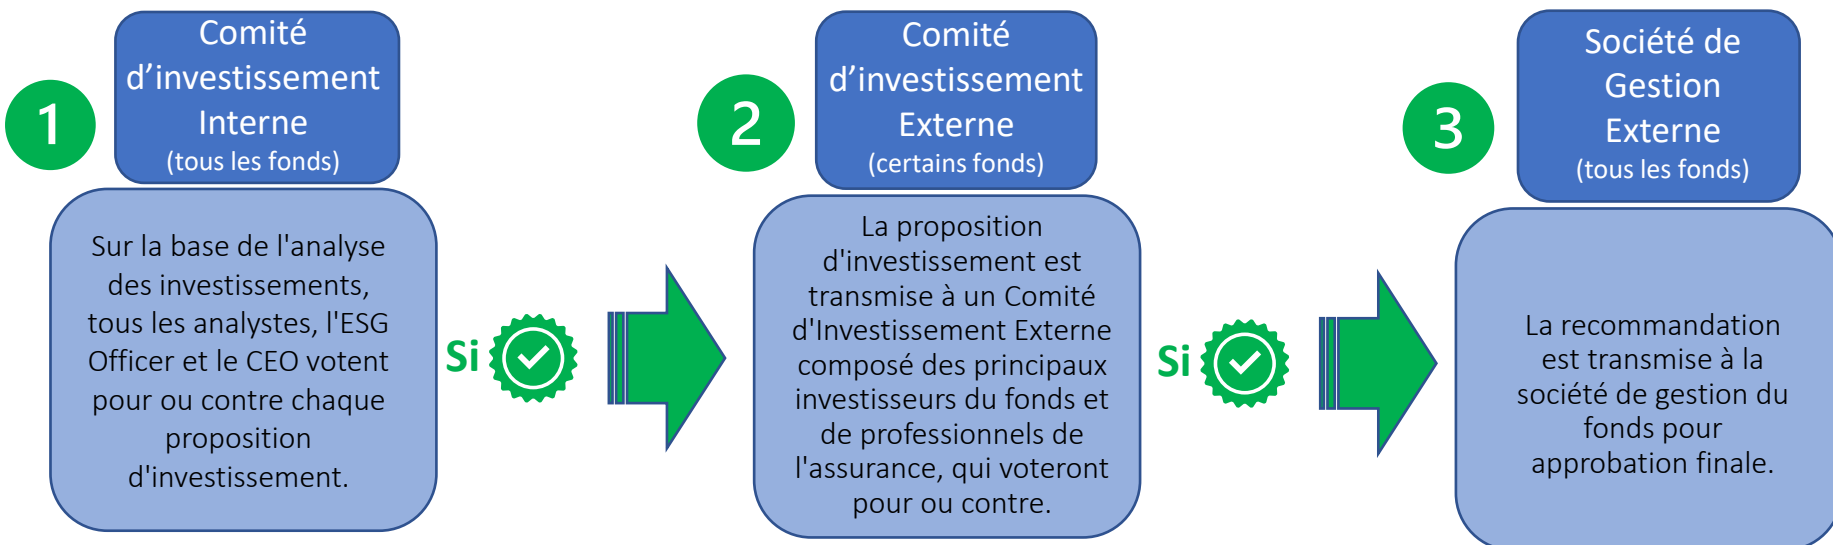 1
Comité
d’investissement
Interne
(tous les fonds)
Sur la base de l'analyse
des investissements,
tous les analystes, l'ESG
Officer et le CEO votent
pour ou contre chaque
proposition
d'investissement.
Si
2
Comité
d’investissement
Externe
(certains fonds)
La proposition
d'investissement est
transmise à un Comité
d'Investissement Externe
composé des principaux
investisseurs du fonds et
de professionnels de
l'assurance, qui voteront
pour ou contre.
Si
3
Société de
Gestion
Externe
(tous les fonds)
La recommandation
est transmise à la
société de gestion du
fonds pour
approbation finale.